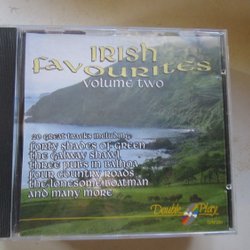 IRISH
favourites
VOLUME TWO
20 GREAT TRACKS INCLUDING:
FORTY SHADES OF GREEN
THE GALWAY SHAWL
THREE PUBS IN BALINA
FOUR COUNTRY ROADS
THE LONESOME BOATMAN
AND MANY MORE
Double Play